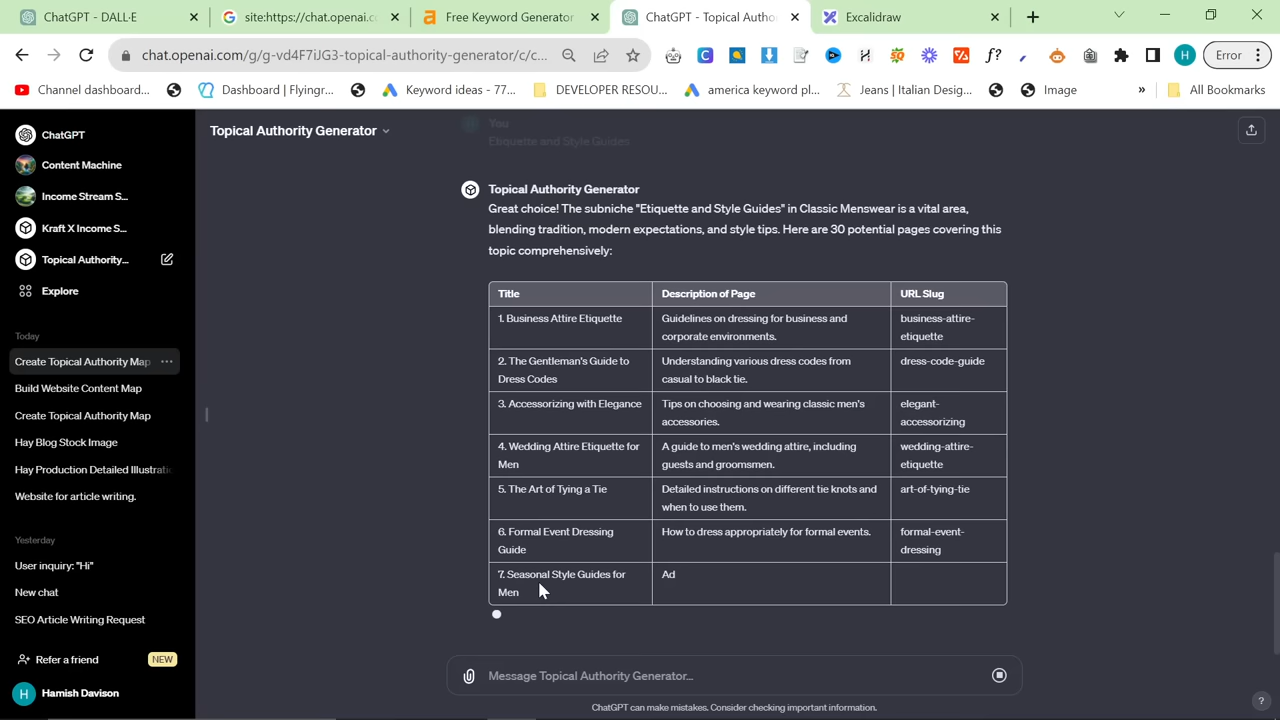 ChatGPT - DALL·E
site:https://chat.openai.c
Free Keyword Generator
ChatGPT - Topical Autho
Excalidraw
chat.openai.com/g/g-vd4F7iJG3-topical-authority-generator/c/c...
Error
Channel dashboard...
Dashboard | Flyingr...
Keyword ideas - 77...
DEVELOPER RESOU...
america keyword pl...
Jeans | Italian Desig...
Image
»
All Bookmarks
ChatGPT
Content Machine
Income Stream S...
Kraft X Income S...
Topical Authority...
Explore
Today
Create Topical Authority Map
Build Website Content Map
Create Topical Authority Map
Hay Blog Stock Image
Hay Production Detailed Illustrati
Website for article writing.
Yesterday
User inquiry: "Hi"
New chat
SEO Article Writing Request
Refer a friend
NEW
Hamish Davison
Topical Authority Generator
You
Etiquette and Style Guides
Topical Authority Generator
Great choice! The subniche "Etiquette and Style Guides" in Classic Menswear is a vital area,
blending tradition, modern expectations, and style tips. Here are 30 potential pages covering this
topic comprehensively:
Title
Description of Page
URL Slug
1. Business Attire Etiquette
Guidelines on dressing for business and
corporate environments.
business-attire-
etiquette
2. The Gentleman's Guide to
Dress Codes
Understanding various dress codes from
casual to black tie.
dress-code-guide
3. Accessorizing with Elegance
Tips on choosing and wearing classic men's
accessories.
elegant-
accessorizing
4. Wedding Attire Etiquette for
Men
A guide to men's wedding attire, including
guests and groomsmen.
wedding-attire-
etiquette
5. The Art of Tying a Tie
Detailed instructions on different tie knots and
when to use them.
art-of-tying-tie
6. Formal Event Dressing
Guide
How to dress appropriately for formal events.
formal-event-
dressing
7. Seasonal Style Guides for
Men
Ad
Message Topical Authority Generator...
ChatGPT can make mistakes. Consider checking important information.
?
H
H